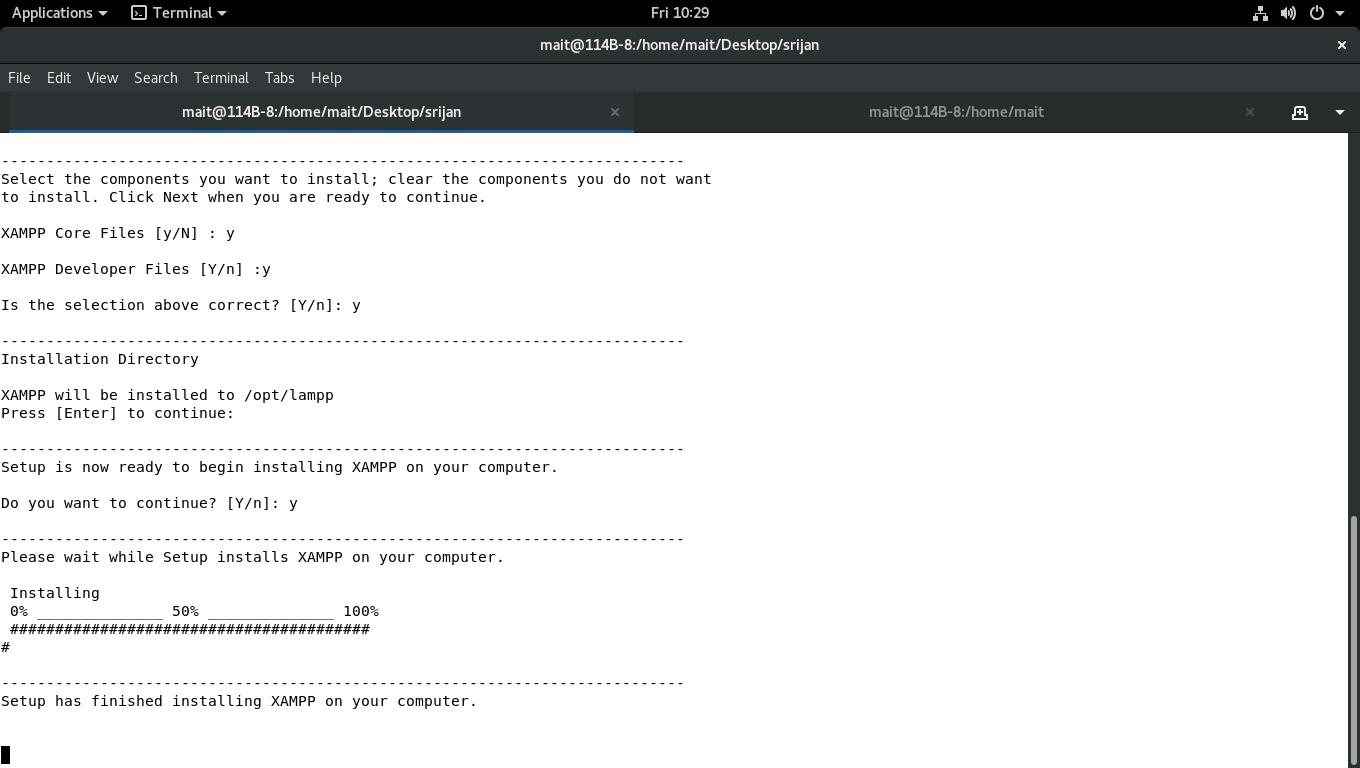 Applications Terminal Fri 10:29
mait@114B-8:/home/mait/Desktop/srijan
File Edit View Search Terminal Tabs Help
mait@114B-8:/home/mait/Desktop/srijan mait@114B-8:/home/mait
----------------------------------------------------------------------------
Select the components you want to install; clear the components you do not want
to install. Click Next when you are ready to continue.
XAMPP Core Files [y/N] : y
XAMPP Developer Files [Y/n] :y
Is the selection above correct? [Y/n]: y
----------------------------------------------------------------------------
Installation Directory
XAMPP will be installed to /opt/lampp
Press [Enter] to continue:
----------------------------------------------------------------------------
Setup is now ready to begin installing XAMPP on your computer.
Do you want to continue? [Y/n]: y
----------------------------------------------------------------------------
Please wait while Setup installs XAMPP on your computer.
Installing
0% ______________ 50% ______________ 100%
########################################
#
----------------------------------------------------------------------------
Setup has finished installing XAMPP on your computer.